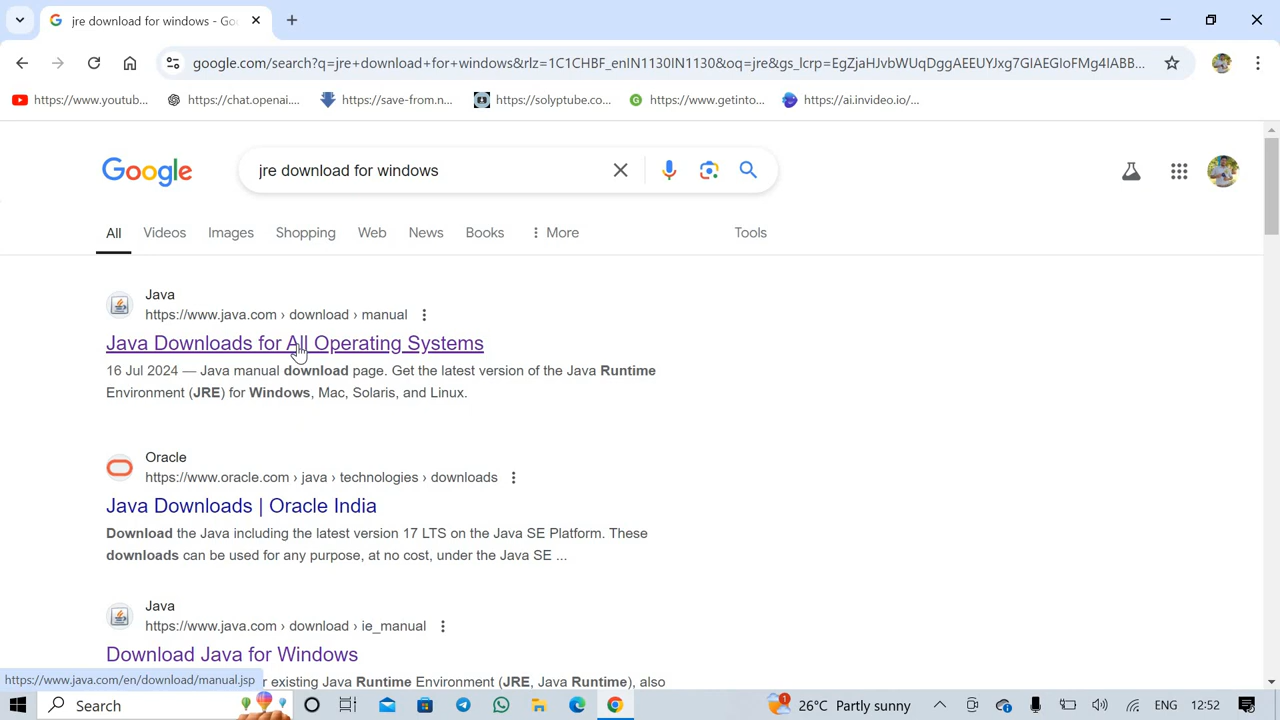 jre download for windows - Goo
google.com/search?q=jre+download+for+windows&rlz=1C1CHBF_enIN1130IN1130&oq=jre&gs_lcrp=EgZjaHJvbWUqDggAEEUYJxg7GIAEGIoFMg4IABB...
https://www.youtub...
https://chat.openai....
https://save-from.n...
https://solyptube.co...
https://www.getinto...
https://ai.invideo.io/...
Google
jre download for windows
All
Videos
Images
Shopping
Web
News
Books
More
Tools
Java
https://www.java.com › download › manual
Java Downloads for All Operating Systems
16 Jul 2024 — Java manual download page. Get the latest version of the Java Runtime
Environment (JRE) for Windows, Mac, Solaris, and Linux.
Oracle
https://www.oracle.com › java › technologies › downloads
Java Downloads | Oracle India
Download the Java including the latest version 17 LTS on the Java SE Platform. These
downloads can be used for any purpose, at no cost, under the Java SE ...
Java
https://www.java.com › download › ie_manual
Download Java for Windows
https://www.java.com/en/download/manual.jsp
existing Java Runtime Environment (JRE, Java Runtime), also
Search
1
26°C Partly sunny
ENG
12:52